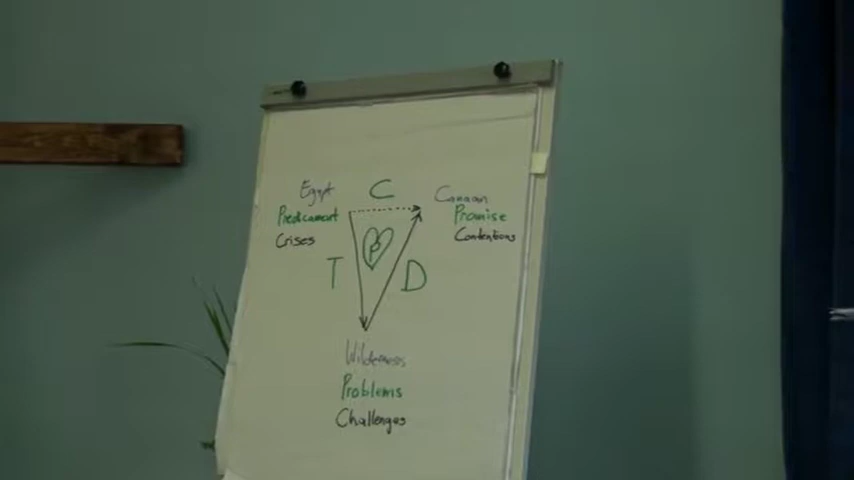 Egypt C Canaan
Predicament Promise
Crises Contentions
P
T D
Wilderness
Problems
Challenges